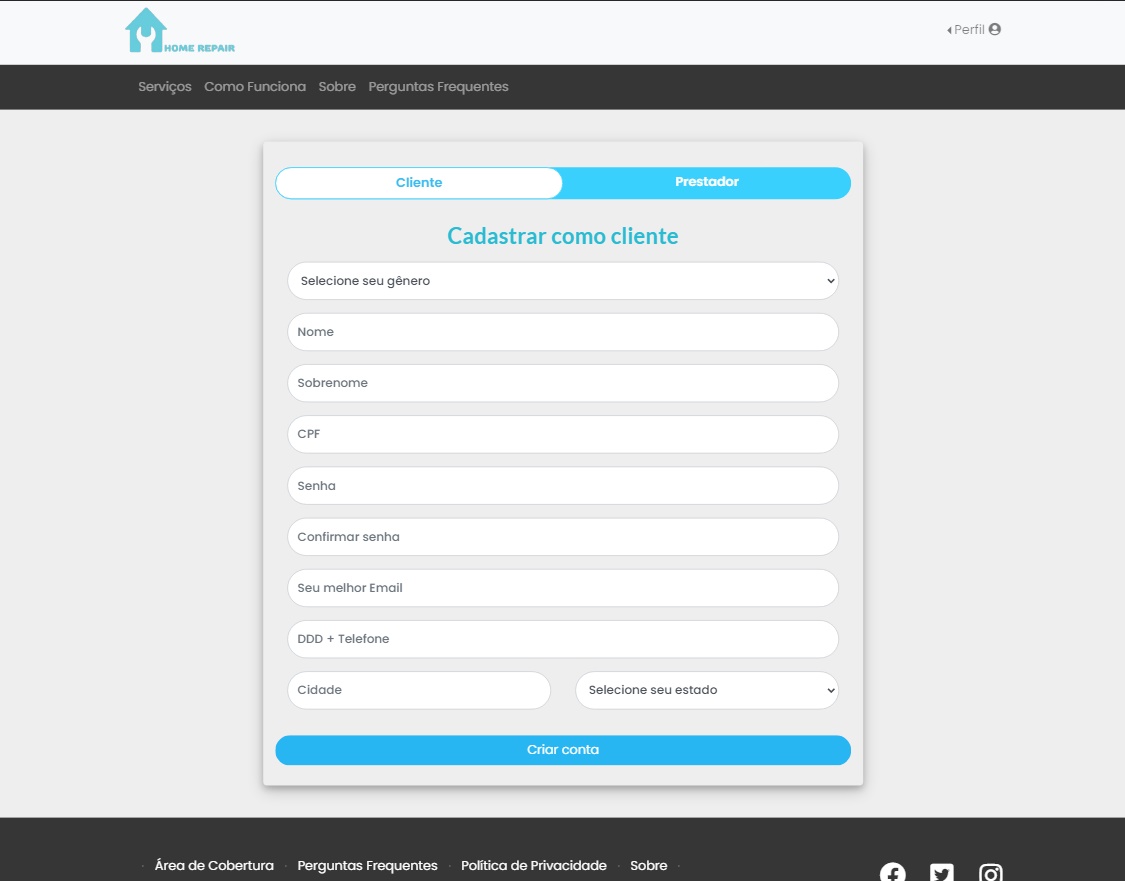 HOME REPAIR
Perfil
Serviços Como Funciona Sobre Perguntas Frequentes
Cliente Prestador
Cadastrar como cliente
Selecione seu gênero
Nome
Sobrenome
CPF
Senha
Confirmar senha
Seu melhor Email
DDD + Telefone
Cidade Selecione seu estado
Criar conta
· Área de Cobertura · Perguntas Frequentes · Política de Privacidade · Sobre ·